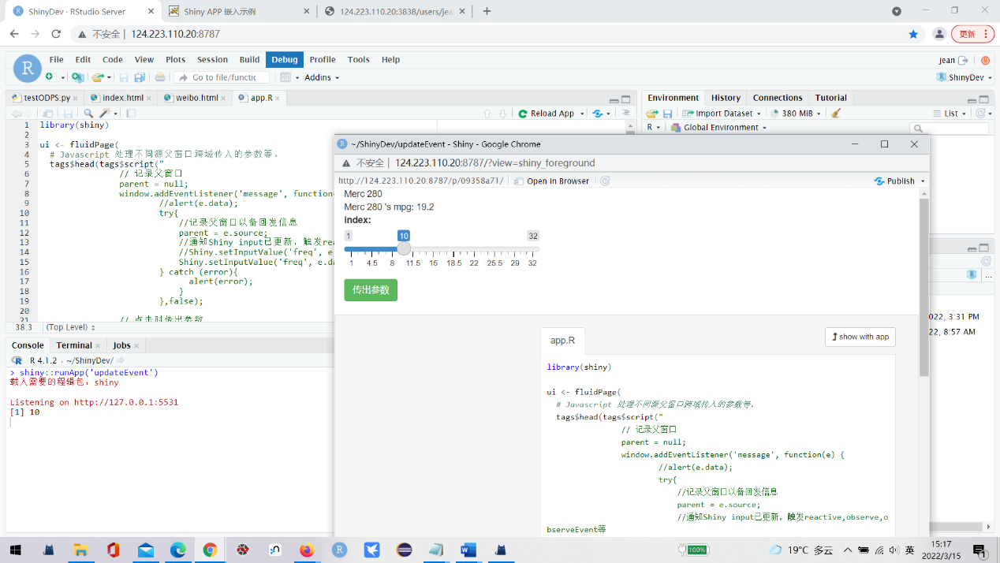 ShinyDev · RStudio Server
Shiny APP 嵌入示例
124.223.110.20:3838/users/jea
不安全 | 124.223.110.20:8787
更新
File Edit Code View Plots Session Build Debug Profile Tools Help
jean
Go to file/functic
Addins
ShinyDev
testODPS.py
index.html
weibo.html
app.R
Reload App
1 library(shiny)
2
3 ui <- fluidPage(
4 # Javascript 处理不同源父窗口跨域传入的参数等。
5 tags$head(tags$script("
6 // 记录父窗口
7 parent = null;
8 window.addEventListener('message', function(
9 //alert(e.data);
10 try{
11 //记录父窗口以备回发信息
12 parent = e.source;
13 //通知Shiny input已更新，触发rea
14 //Shiny.setInputValue('freq', e
15 Shiny.setInputValue('freq', e.da
16 } catch (error){
17 alert(error);
18 }
19 },false);
20
21 // 点击时传出参数
38:3 (Top Level)
Console Terminal Jobs
R 4.1.2 · ~/ShinyDev/
> shiny::runApp('updateEvent')
载入需要的程辑包：shiny
Listening on http://127.0.0.1:5531
[1] 10
Environment History Connections Tutorial
Import Dataset
380 MiB
List
R
Global Environment
022, 3:31 PM
22, 8:57 AM
~/ShinyDev/updateEvent - Shiny - Google Chrome
不安全 | 124.223.110.20:8787/?view=shiny_foreground
http://124.223.110.20:8787/p/09358a71/
Open in Browser
Publish
Merc 280
Merc 280 's mpg: 19.2
index:
1 10 32
1 4.5 8 11.5 15 18.5 22 25.5 29 32
传出参数
app.R
show with app
library(shiny)
ui <- fluidPage(
# Javascript 处理不同源父窗口跨域传入的参数等。
tags$head(tags$script("
// 记录父窗口
parent = null;
window.addEventListener('message', function(e) {
//alert(e.data);
try{
//记录父窗口以备回发信息
parent = e.source;
//通知Shiny input已更新，触发reactive,observe,o
bserveEvent等
100%
19°C 多云
英
15:17
2022/3/15
1